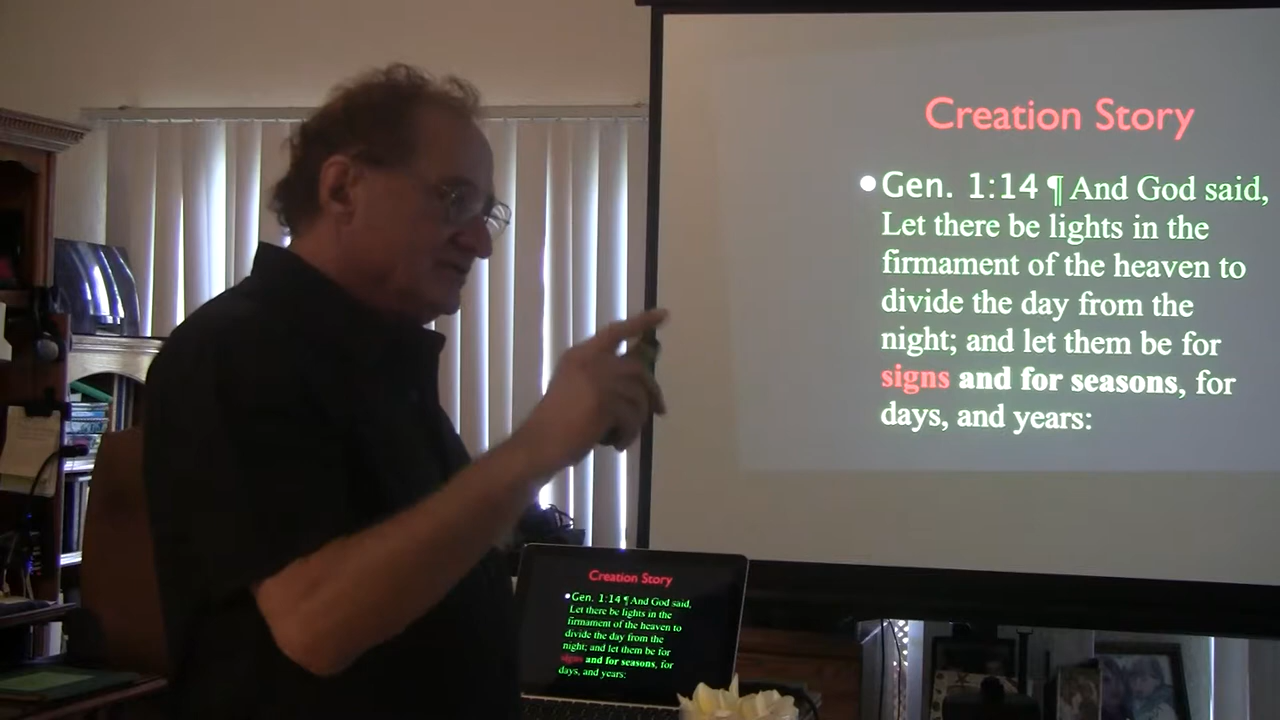 Creation Story
•Gen. 1:14 ¶ And God said,
Let there be lights in the
firmament of the heaven to
divide the day from the
night; and let them be for
signs and for seasons, for
days, and years:
Creation Story
•Gen. 1:14 ¶ And God said,
Let there be lights in the
firmament of the heaven to
divide the day from the
night; and let them be for
signs and for seasons, for
days, and years: